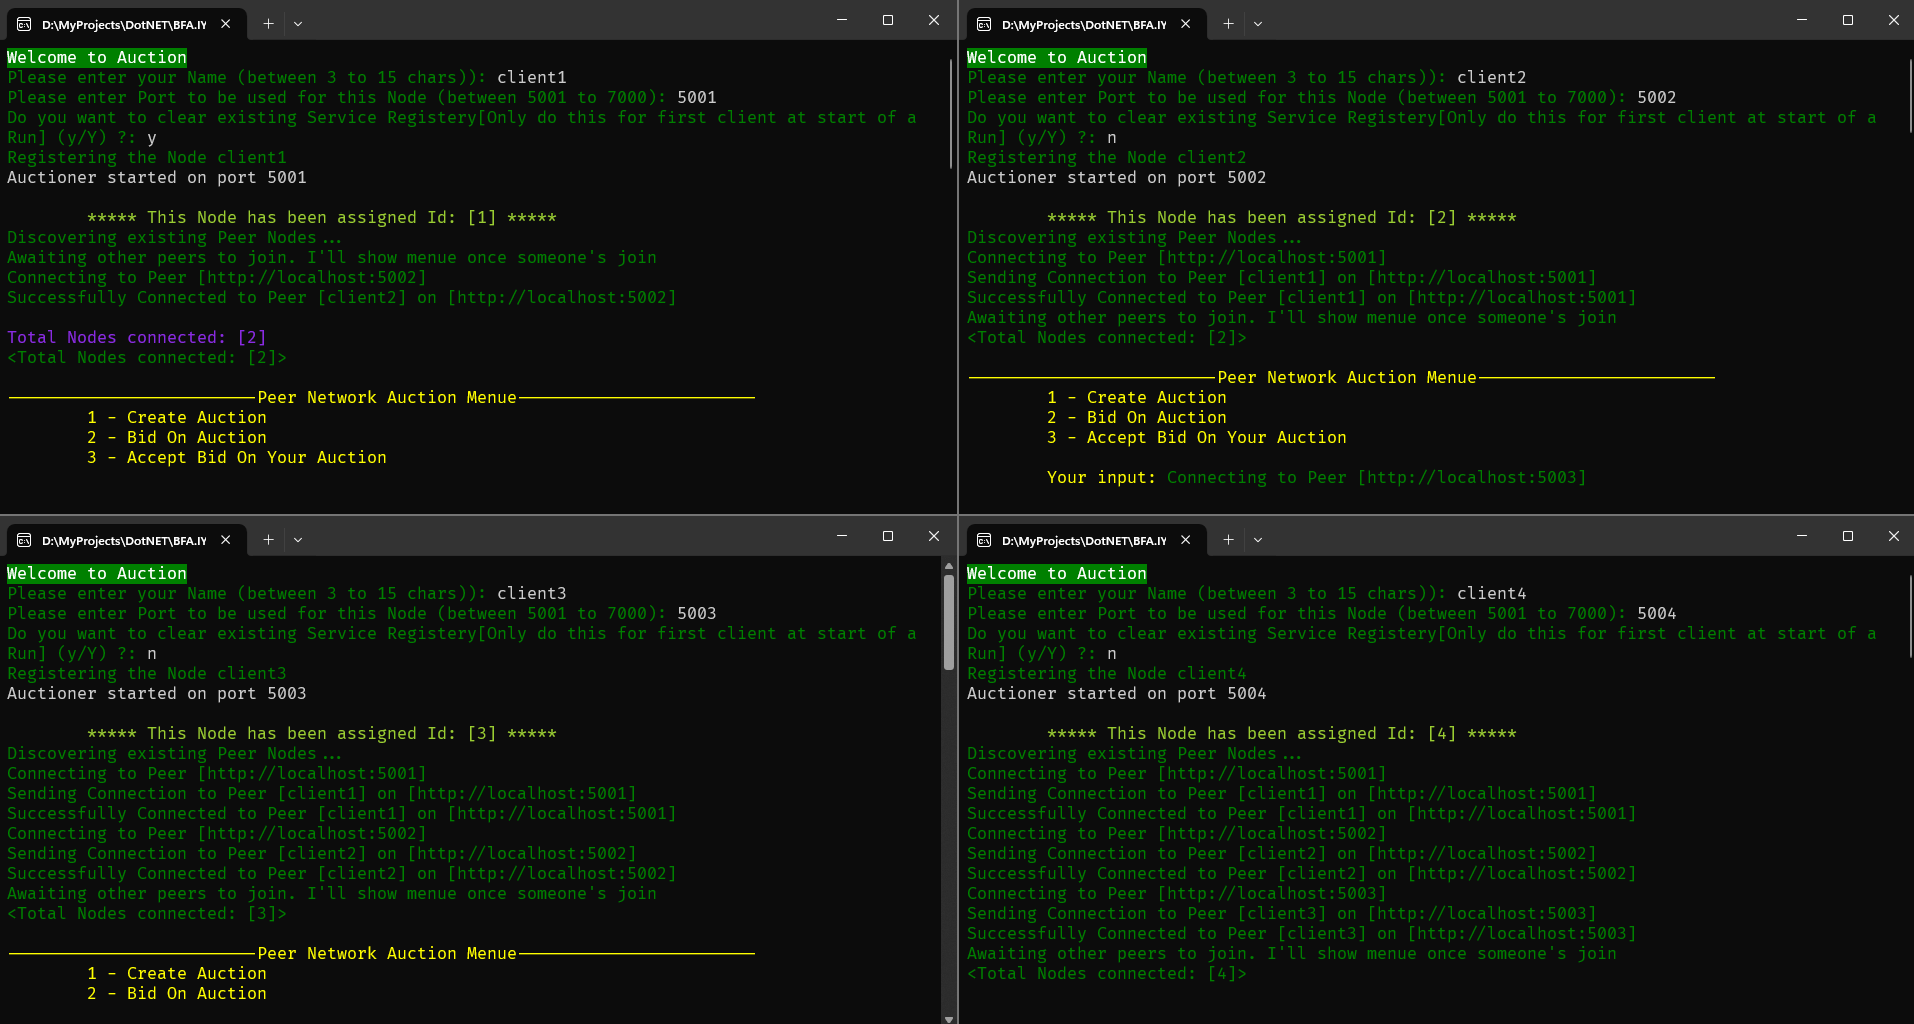 D:\MyProjects\DotNET\BFA.IY
Welcome to Auction
Please enter your Name (between 3 to 15 chars)): client1
Please enter Port to be used for this Node (between 5001 to 7000): 5001
Do you want to clear existing Service Registery[Only do this for first client at start of a
Run] (y/Y) ?: y
Registering the Node client1
Auctioner started on port 5001
***** This Node has been assigned Id: [1] *****
Discovering existing Peer Nodes...
Awaiting other peers to join. I'll show menue once someone's join
Connecting to Peer [http://localhost:5002]
Successfully Connected to Peer [client2] on [http://localhost:5002]
Total Nodes connected: [2]
<Total Nodes connected: [2]>
Peer Network Auction Menue
1 - Create Auction
2 - Bid On Auction
3 - Accept Bid On Your Auction
D:\MyProjects\DotNET\BFA.IY
Welcome to Auction
Please enter your Name (between 3 to 15 chars)): client2
Please enter Port to be used for this Node (between 5001 to 7000): 5002
Do you want to clear existing Service Registery[Only do this for first client at start of a
Run] (y/Y) ?: n
Registering the Node client2
Auctioner started on port 5002
***** This Node has been assigned Id: [2] *****
Discovering existing Peer Nodes...
Connecting to Peer [http://localhost:5001]
Sending Connection to Peer [client1] on [http://localhost:5001]
Successfully Connected to Peer [client1] on [http://localhost:5001]
Awaiting other peers to join. I'll show menue once someone's join
<Total Nodes connected: [2]>
Peer Network Auction Menue
1 - Create Auction
2 - Bid On Auction
3 - Accept Bid On Your Auction
Your input: Connecting to Peer [http://localhost:5003]
D:\MyProjects\DotNET\BFA.IY
Welcome to Auction
Please enter your Name (between 3 to 15 chars)): client3
Please enter Port to be used for this Node (between 5001 to 7000): 5003
Do you want to clear existing Service Registery[Only do this for first client at start of a
Run] (y/Y) ?: n
Registering the Node client3
Auctioner started on port 5003
***** This Node has been assigned Id: [3] *****
Discovering existing Peer Nodes...
Connecting to Peer [http://localhost:5001]
Sending Connection to Peer [client1] on [http://localhost:5001]
Successfully Connected to Peer [client1] on [http://localhost:5001]
Connecting to Peer [http://localhost:5002]
Sending Connection to Peer [client2] on [http://localhost:5002]
Successfully Connected to Peer [client2] on [http://localhost:5002]
Awaiting other peers to join. I'll show menue once someone's join
<Total Nodes connected: [3]>
Peer Network Auction Menue
1 - Create Auction
2 - Bid On Auction
D:\MyProjects\DotNET\BFA.IY
Welcome to Auction
Please enter your Name (between 3 to 15 chars)): client4
Please enter Port to be used for this Node (between 5001 to 7000): 5004
Do you want to clear existing Service Registery[Only do this for first client at start of a
Run] (y/Y) ?: n
Registering the Node client4
Auctioner started on port 5004
***** This Node has been assigned Id: [4] *****
Discovering existing Peer Nodes...
Connecting to Peer [http://localhost:5001]
Sending Connection to Peer [client1] on [http://localhost:5001]
Successfully Connected to Peer [client1] on [http://localhost:5001]
Connecting to Peer [http://localhost:5002]
Sending Connection to Peer [client2] on [http://localhost:5002]
Successfully Connected to Peer [client2] on [http://localhost:5002]
Connecting to Peer [http://localhost:5003]
Sending Connection to Peer [client3] on [http://localhost:5003]
Successfully Connected to Peer [client3] on [http://localhost:5003]
Awaiting other peers to join. I'll show menue once someone's join
<Total Nodes connected: [4]>